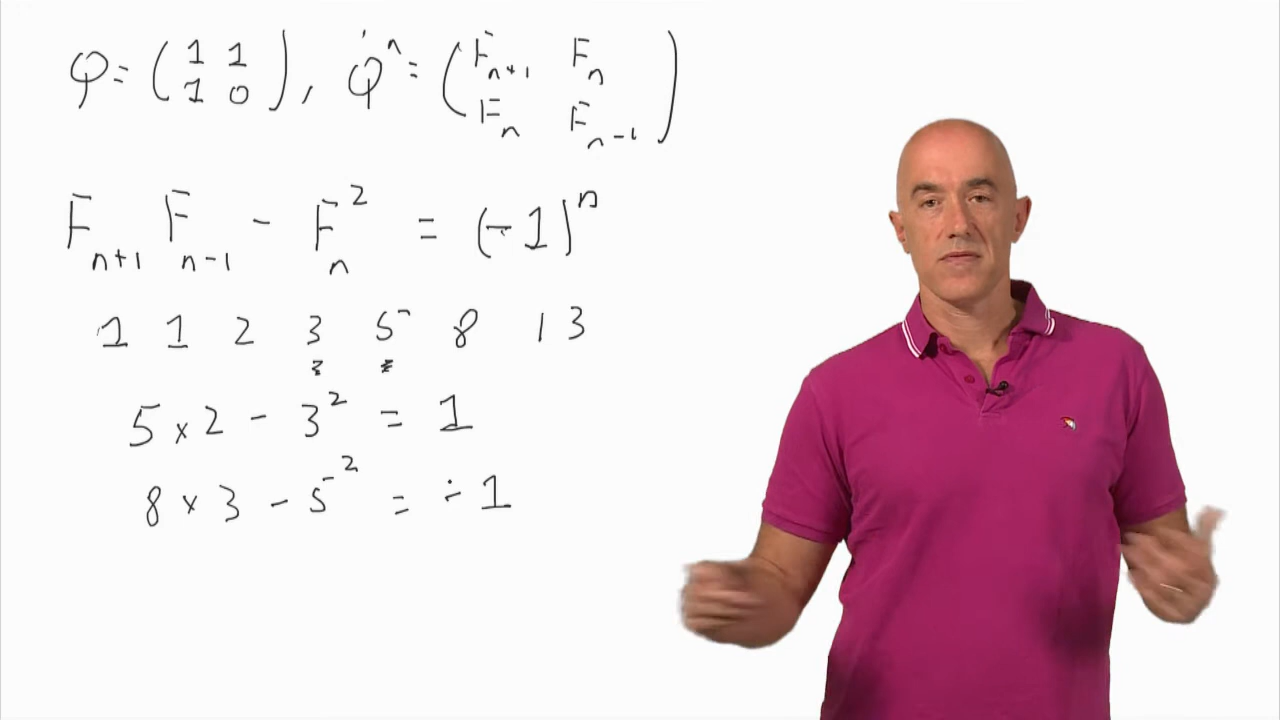 Q = ( 1 1 , Qⁿ = ( Fₙ₊₁ Fₙ )
1 0 ) Fₙ Fₙ₋₁
Fₙ₊₁ Fₙ₋₁ - Fₙ² = (-1)ⁿ
1 1 2 3 5 8 13
5 × 2 - 3² = 1
8 × 3 - 5² = -1